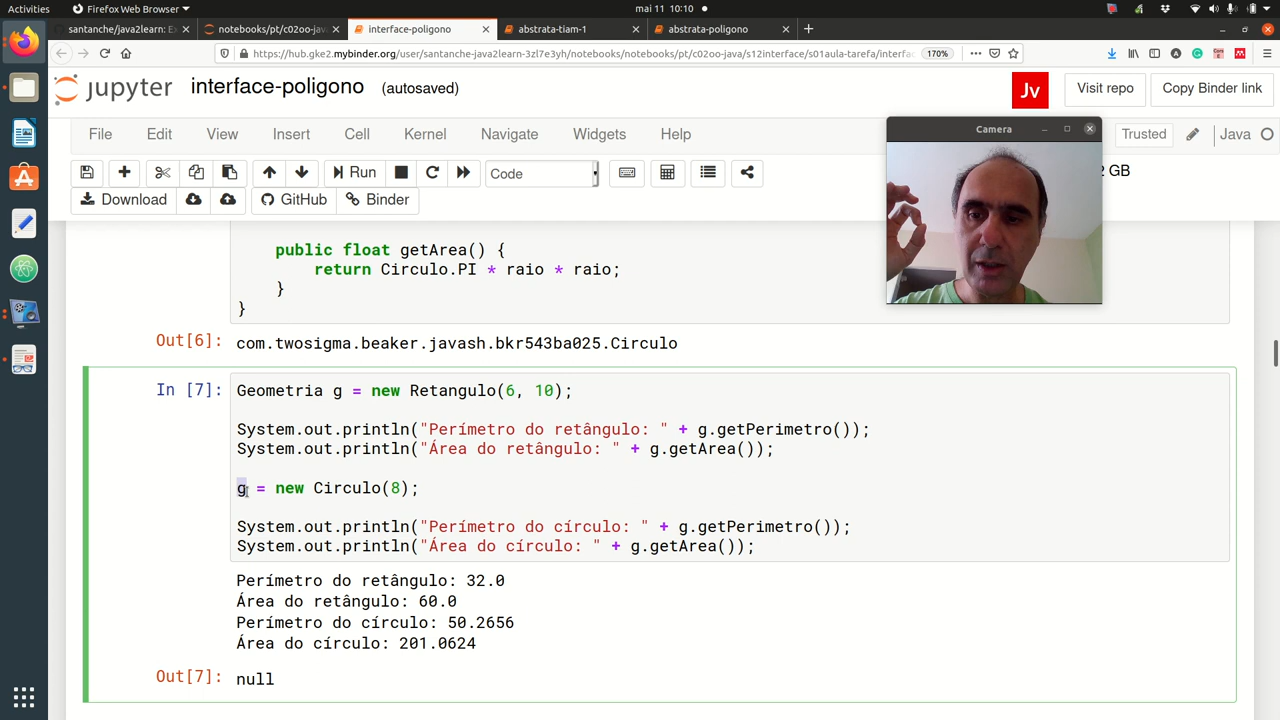 Activities
Firefox Web Browser
mai 11 10:10
santanche/java2learn: Ex
notebooks/pt/c02oo-jav
interface-poligono
abstrata-tiam-1
abstrata-poligono
https://hub.gke2.mybinder.org/user/santanche-java2learn-3zl7e3yh/notebooks/notebooks/pt/c02oo-java/s12interface/s01aula-tarefa/interfac
170%
jupyter
interface-poligono
(autosaved)
Jv
Visit repo
Copy Binder link
File
Edit
View
Insert
Cell
Kernel
Navigate
Widgets
Help
Camera
Trusted
Java
Run
Code
2 GB
Download
GitHub
Binder
public float getArea() {
return Circulo.PI * raio * raio;
}
}
Out[6]:
com.twosigma.beaker.javash.bkr543ba025.Circulo
In [7]:
Geometria g = new Retangulo(6, 10);
System.out.println("Perímetro do retângulo: " + g.getPerimetro());
System.out.println("Área do retângulo: " + g.getArea());
g = new Circulo(8);
System.out.println("Perímetro do círculo: " + g.getPerimetro());
System.out.println("Área do círculo: " + g.getArea());
Perímetro do retângulo: 32.0
Área do retângulo: 60.0
Perímetro do círculo: 50.2656
Área do círculo: 201.0624
Out[7]:
null